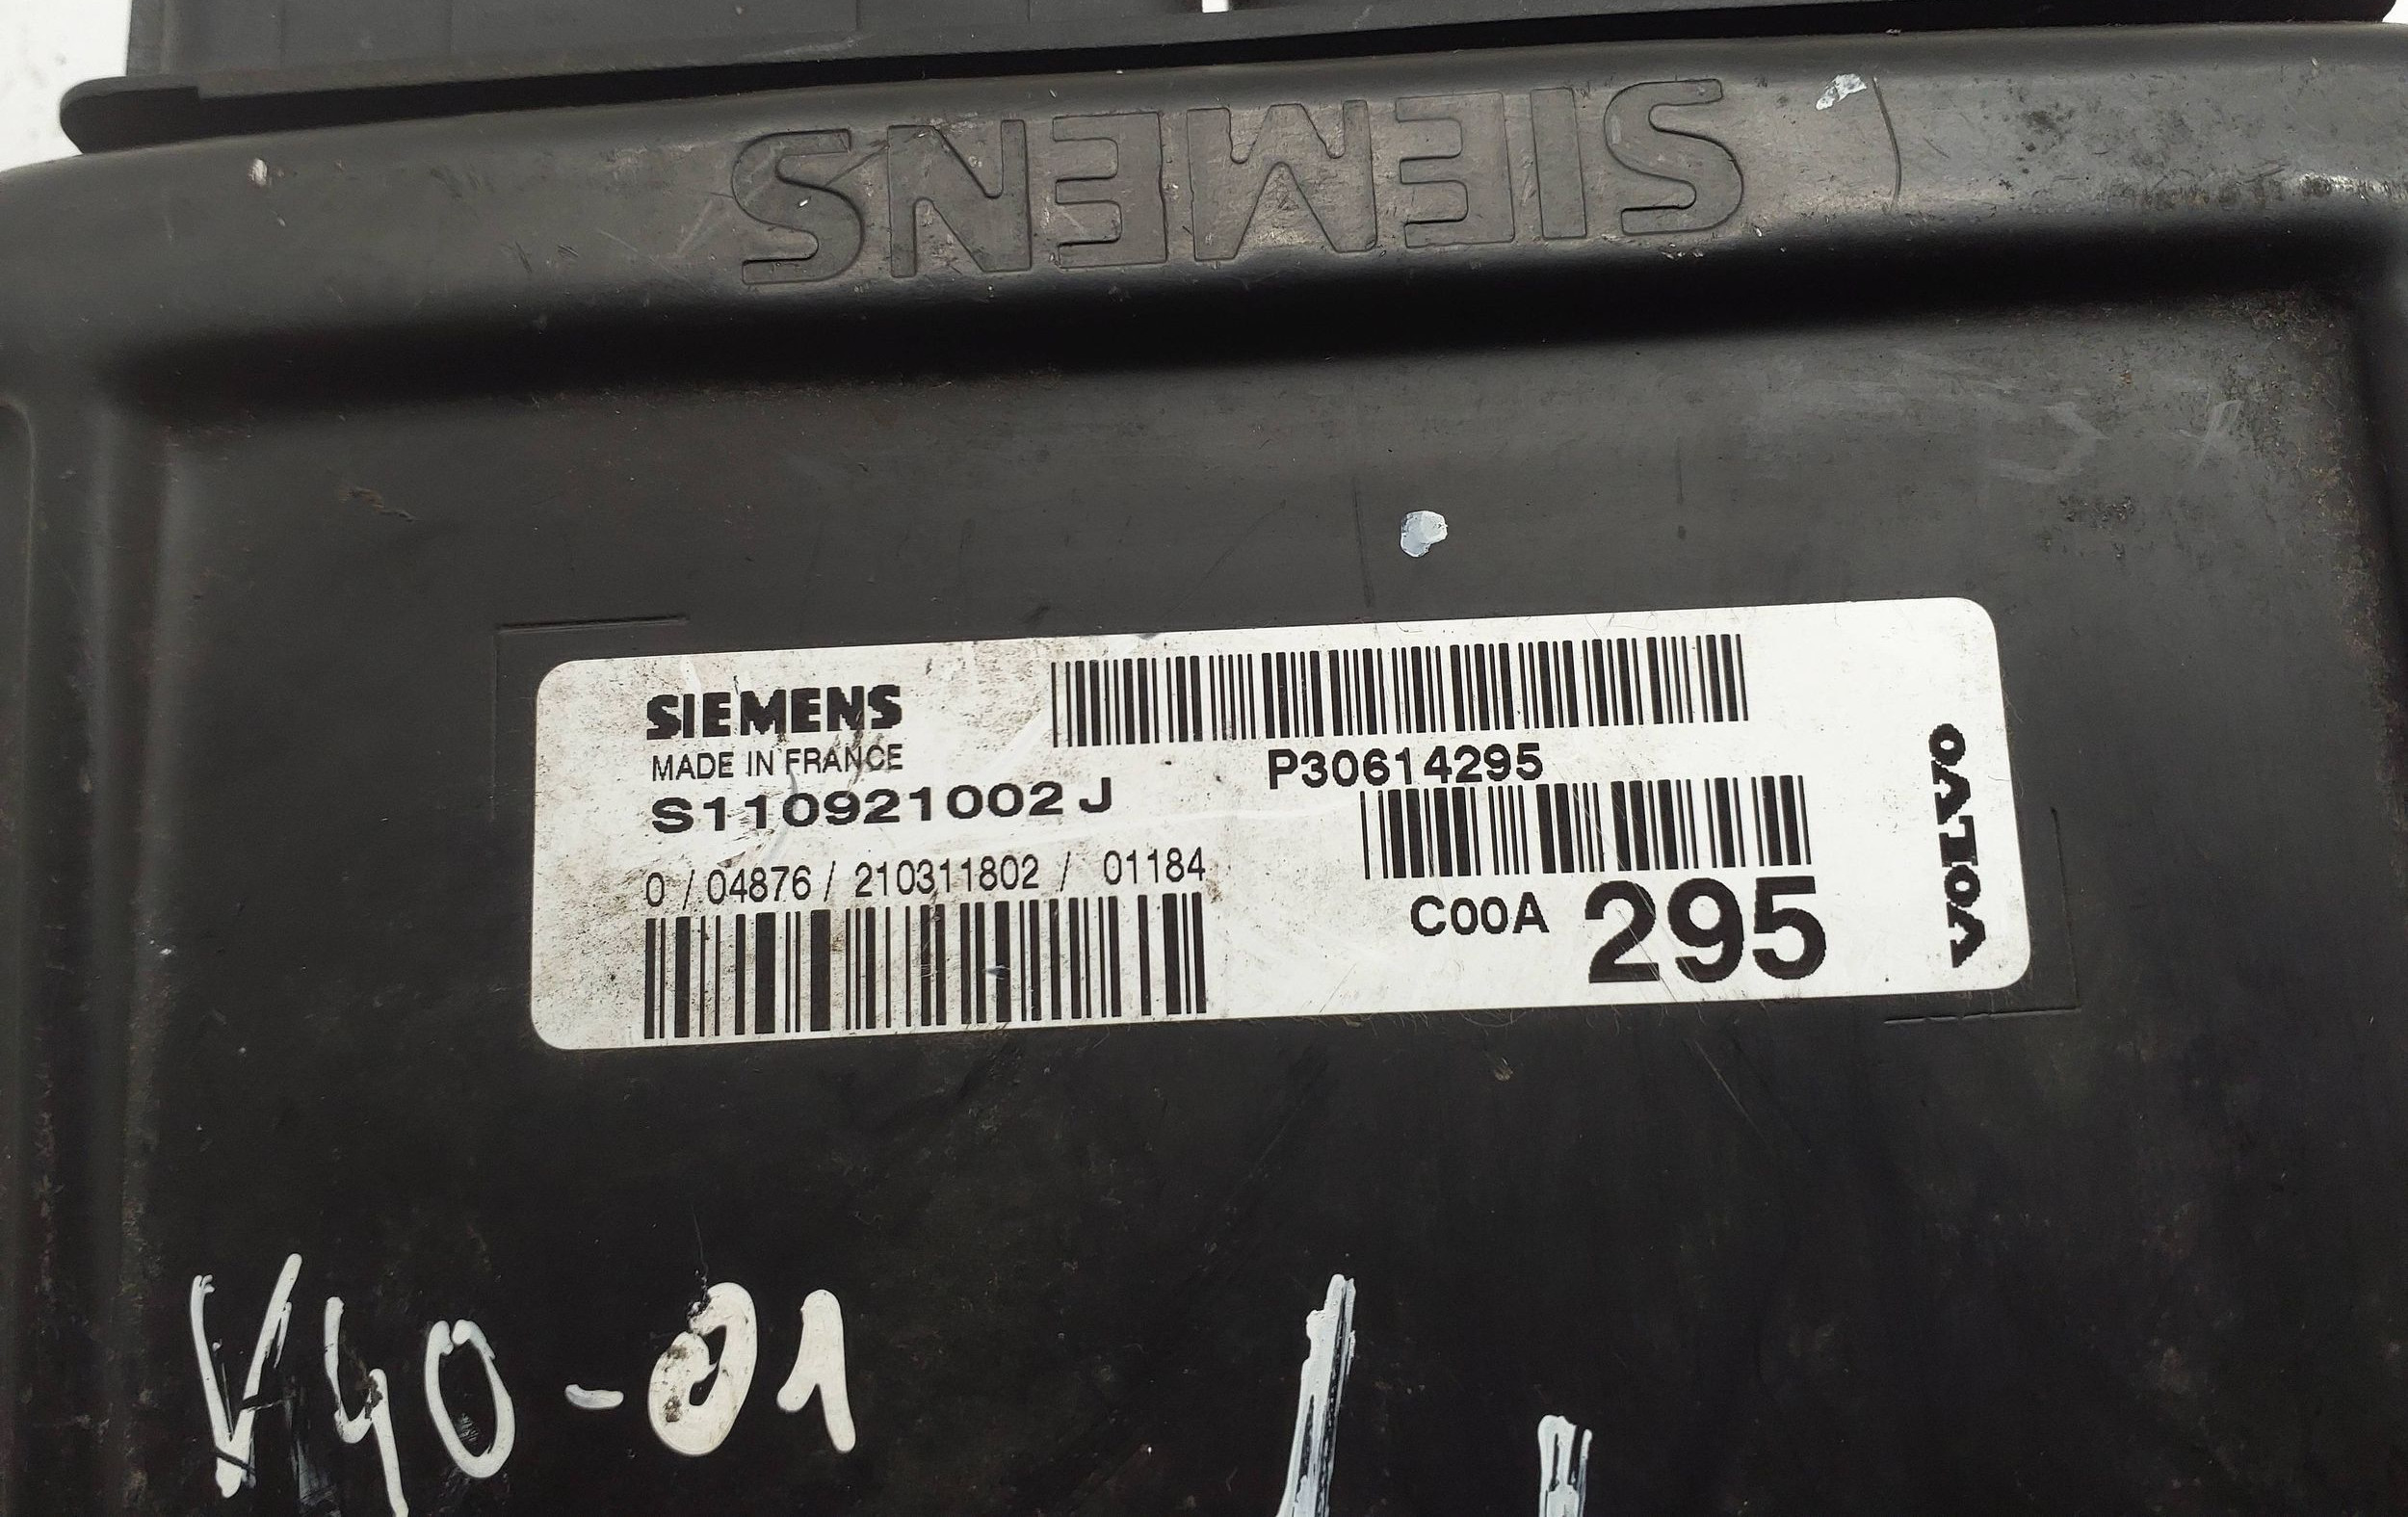 SIEMENS
SIEMENS
MADE IN FRANCE
S110921002 J
0 / 04876 / 210311802 / 01184
P30614295
C00A 295
VOLVO
V40-01